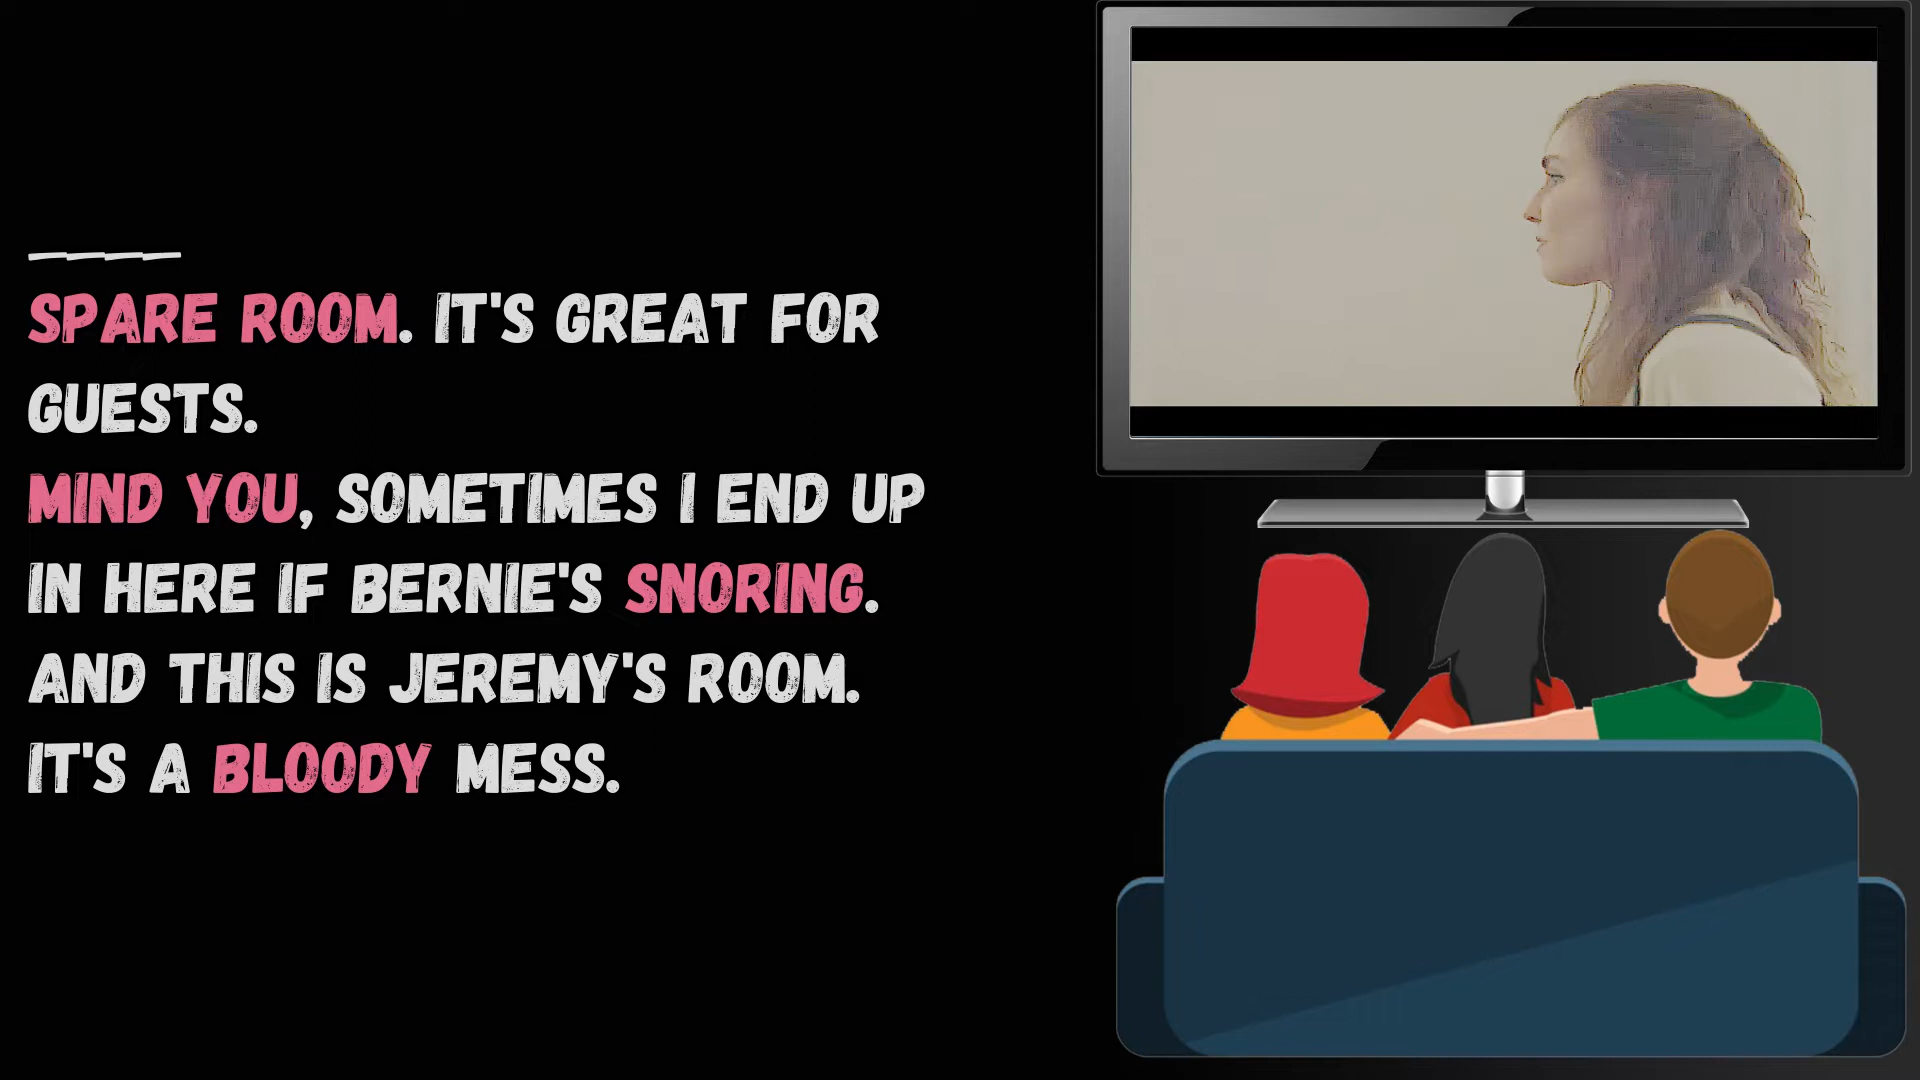 SPARE ROOM. IT'S GREAT FOR
GUESTS.
MIND YOU, SOMETIMES I END UP
IN HERE IF BERNIE'S SNORING.
AND THIS IS JEREMY'S ROOM.
IT'S A BLOODY MESS.